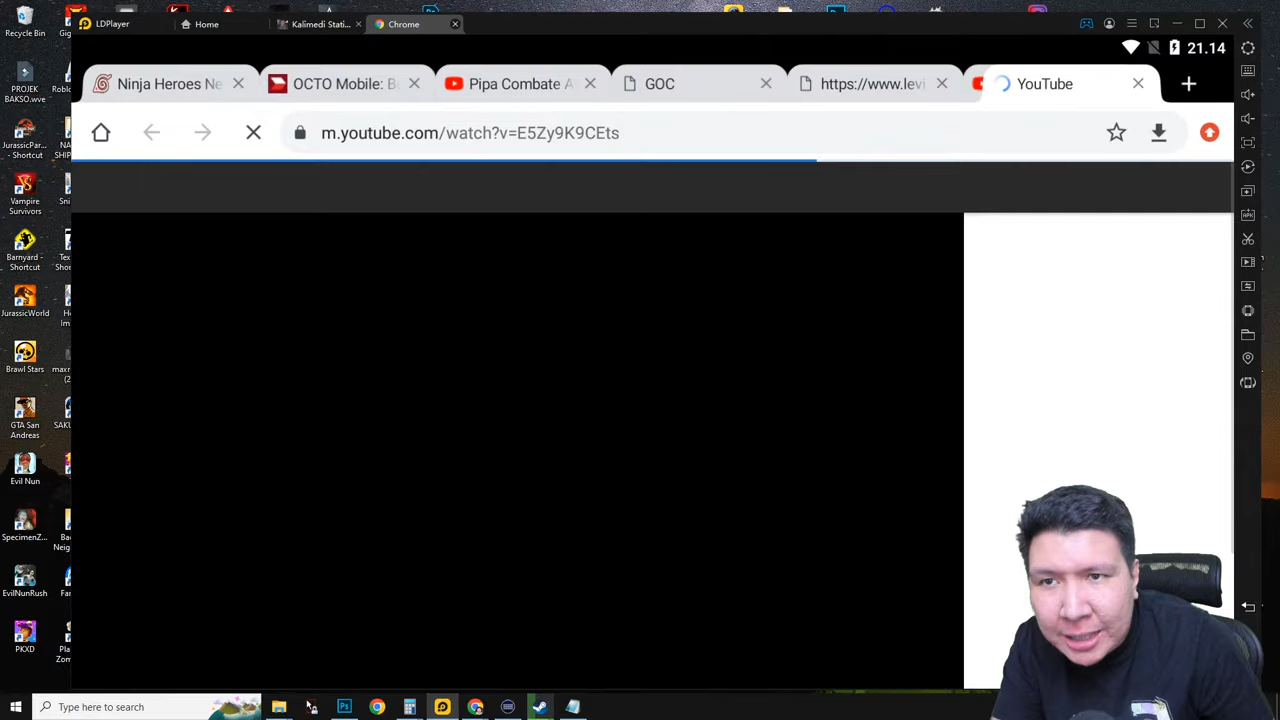 LDPlayer
Home
Kalimedi Stati...
Chrome
21.14
Ninja Heroes Ne
OCTO Mobile: B
Pipa Combate A
GOC
https://www.levi
YouTube
m.youtube.com/watch?v=E5Zy9K9CEts
Recycle Bin
PROJEK
BAKSO.wve
JurassicPar...
- Shortcut
Vampire
Survivors
Barnyard -
Shortcut
JurassicWorld
Brawl Stars
GTA San
Andreas
Evil Nun
SpecimenZ...
EvilNunRush
PKXD
APK
Type here to search